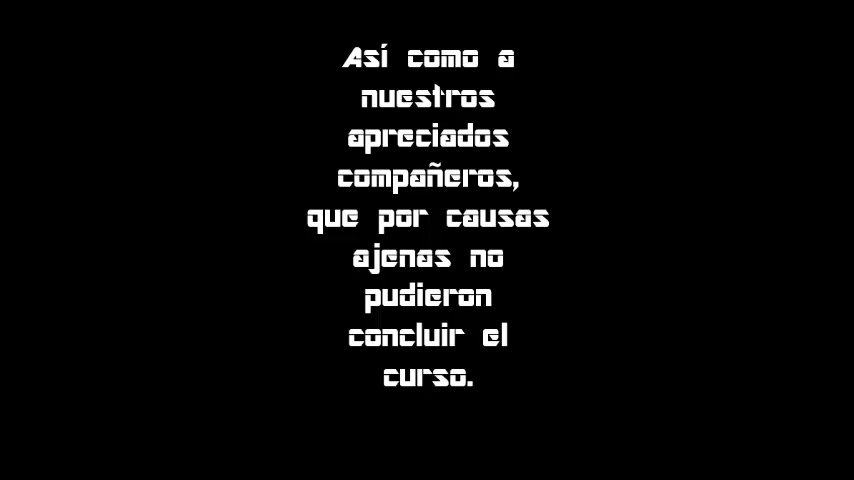 Así como a
nuestros
apreciados
compañeros,
que por causas
ajenas no
pudieron
concluir el
curso.